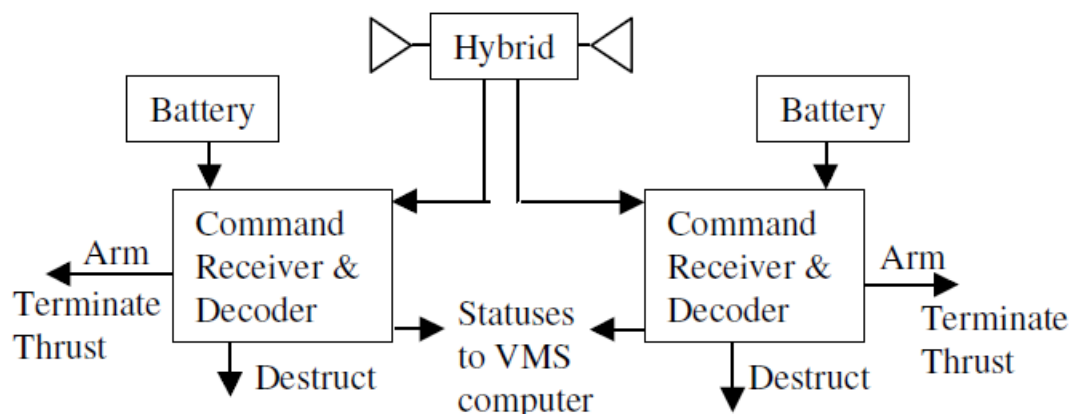 Hybrid
Battery
Battery
Command
Receiver &
Decoder
Command
Receiver &
Decoder
Arm
Terminate
Thrust
Arm
Terminate
Thrust
Statuses
to VMS
computer
Destruct
Destruct